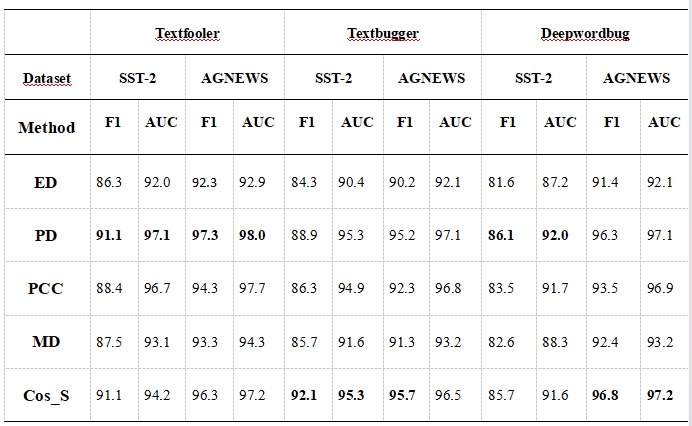 Textfooler Textbugger Deepwordbug
Dataset SST-2 AGNEWS SST-2 AGNEWS SST-2 AGNEWS
Method F1 AUC F1 AUC F1 AUC F1 AUC F1 AUC F1 AUC
ED 86.3 92.0 92.3 92.9 84.3 90.4 90.2 92.1 81.6 87.2 91.4 92.1
PD 91.1 97.1 97.3 98.0 88.9 95.3 95.2 97.1 86.1 92.0 96.3 97.1
PCC 88.4 96.7 94.3 97.7 86.3 94.9 92.3 96.8 83.5 91.7 93.5 96.9
MD 87.5 93.1 93.3 94.3 85.7 91.6 91.3 93.2 82.6 88.3 92.4 93.2
Cos_S 91.1 94.2 96.3 97.2 92.1 95.3 95.7 96.5 85.7 91.6 96.8 97.2